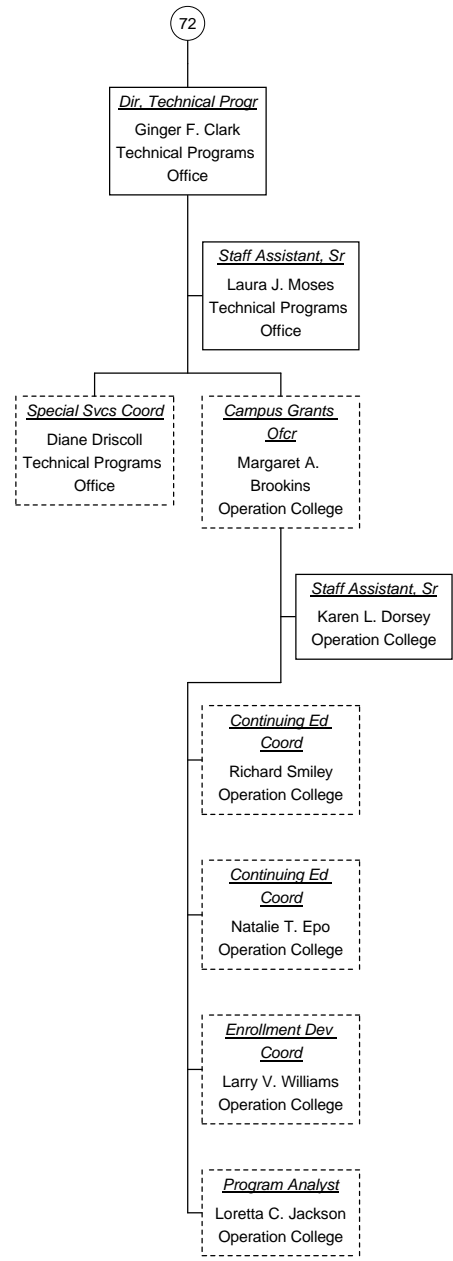 72
Dir, Technical Progr
Ginger F. Clark
Technical Programs
Office
Staff Assistant, Sr
Laura J. Moses
Technical Programs
Office
Special Svcs Coord
Diane Driscoll
Technical Programs
Office
Campus Grants
Ofcr
Margaret A.
Brookins
Operation College
Staff Assistant, Sr
Karen L. Dorsey
Operation College
Continuing Ed
Coord
Richard Smiley
Operation College
Continuing Ed
Coord
Natalie T. Epo
Operation College
Enrollment Dev
Coord
Larry V. Williams
Operation College
Program Analyst
Loretta C. Jackson
Operation College